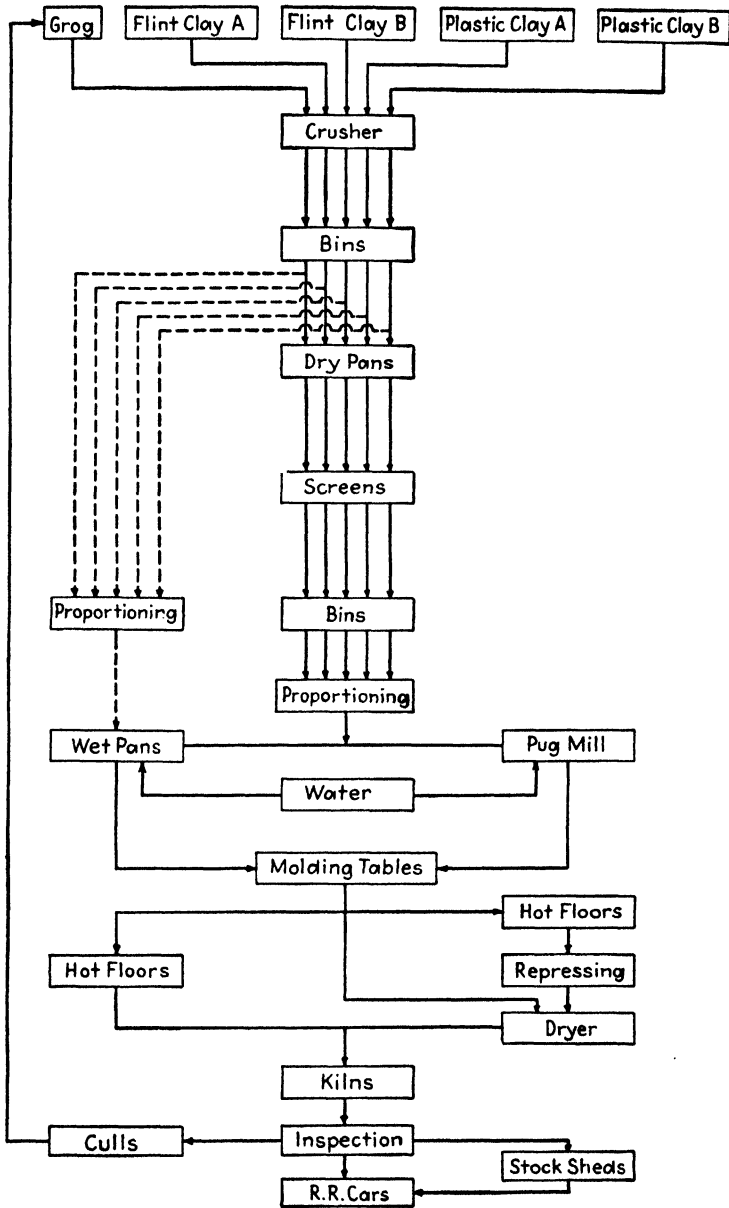 Grog
Flint Clay A
Flint Clay B
Plastic Clay A
Plastic Clay B
Crusher
Bins
Dry Pans
Screens
Proportioning
Bins
Proportioning
Wet Pans
Pug Mill
Water
Molding Tables
Hot Floors
Hot Floors
Repressing
Dryer
Kilns
Culls
Inspection
Stock Sheds
R.R.Cars